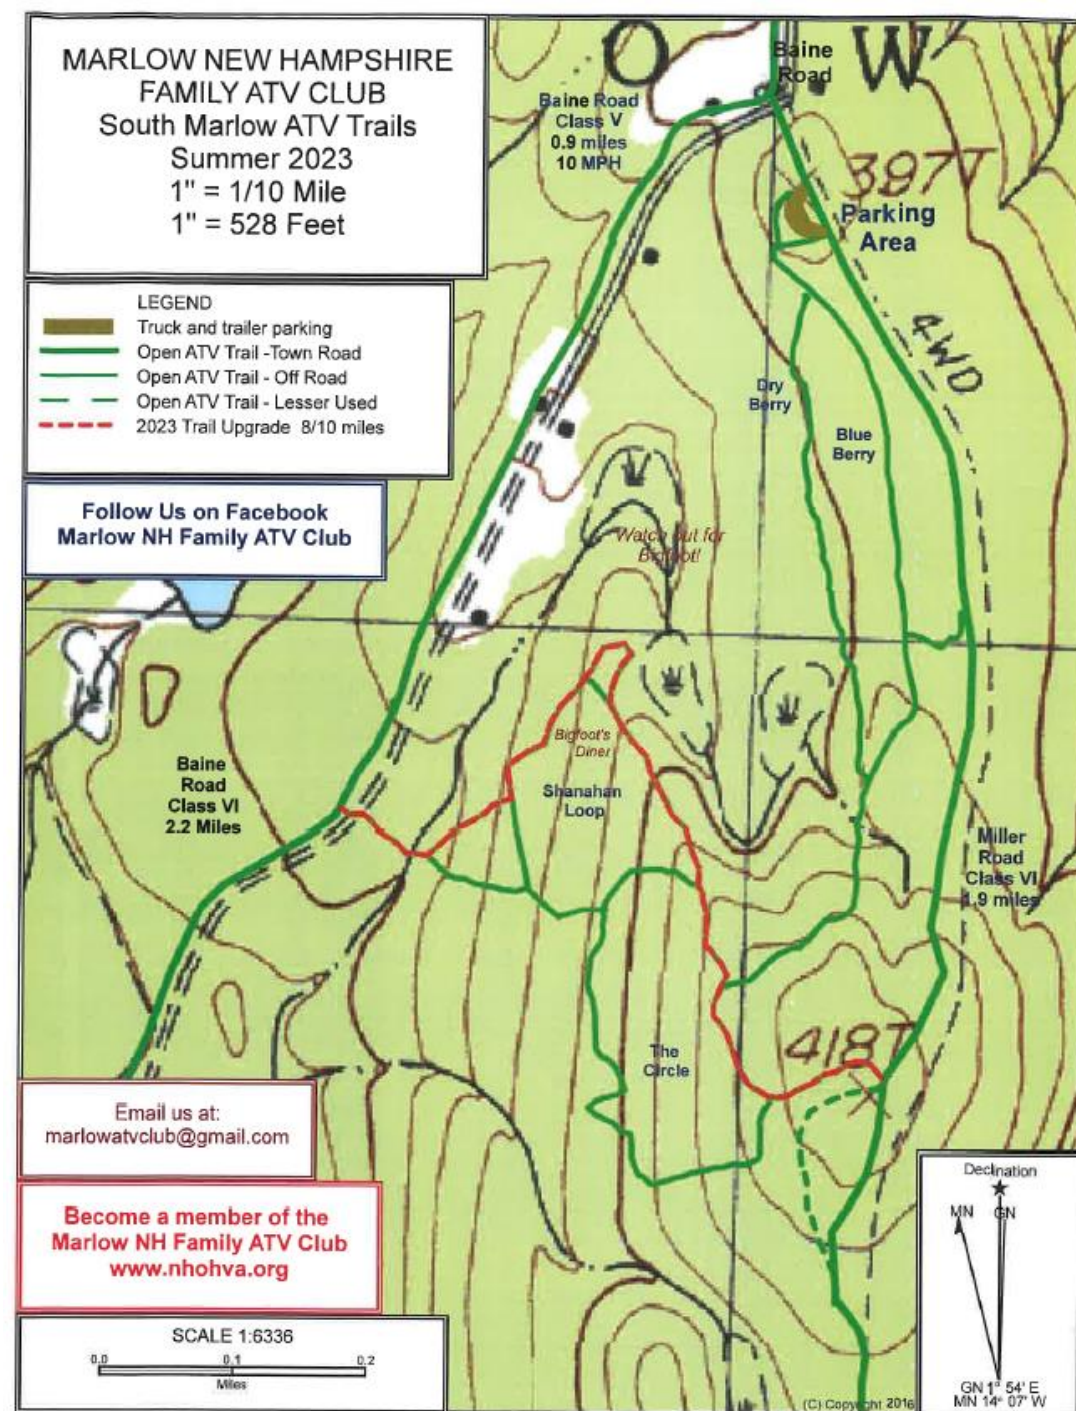 MARLOW NEW HAMPSHIRE
FAMILY ATV CLUB
South Marlow ATV Trails
Summer 2023
1" = 1/10 Mile
1" = 528 Feet
LEGEND
Truck and trailer parking
Open ATV Trail -Town Road
Open ATV Trail - Off Road
Open ATV Trail - Lesser Used
2023 Trail Upgrade 8/10 miles
Follow Us on Facebook
Marlow NH Family ATV Club
O W
Baine
Road
Baine Road
Class V
0.9 miles
10 MPH
397T
Parking
Area
4WD
Dry
Berry
Blue
Berry
Watch out for
Bigfoot!
Bigfoot's
Diner
Shanahan
Loop
Baine
Road
Class VI
2.2 Miles
Miller
Road
Class VI
1.9 miles
The
Circle
418T
Email us at:
marlowatvclub@gmail.com
Become a member of the
Marlow NH Family ATV Club
www.nhohva.org
SCALE 1:6336
0.0 0.1 0.2
Miles
Declination
MN GN
GN 1° 54' E
MN 14° 07' W
(C) Copyright 2016